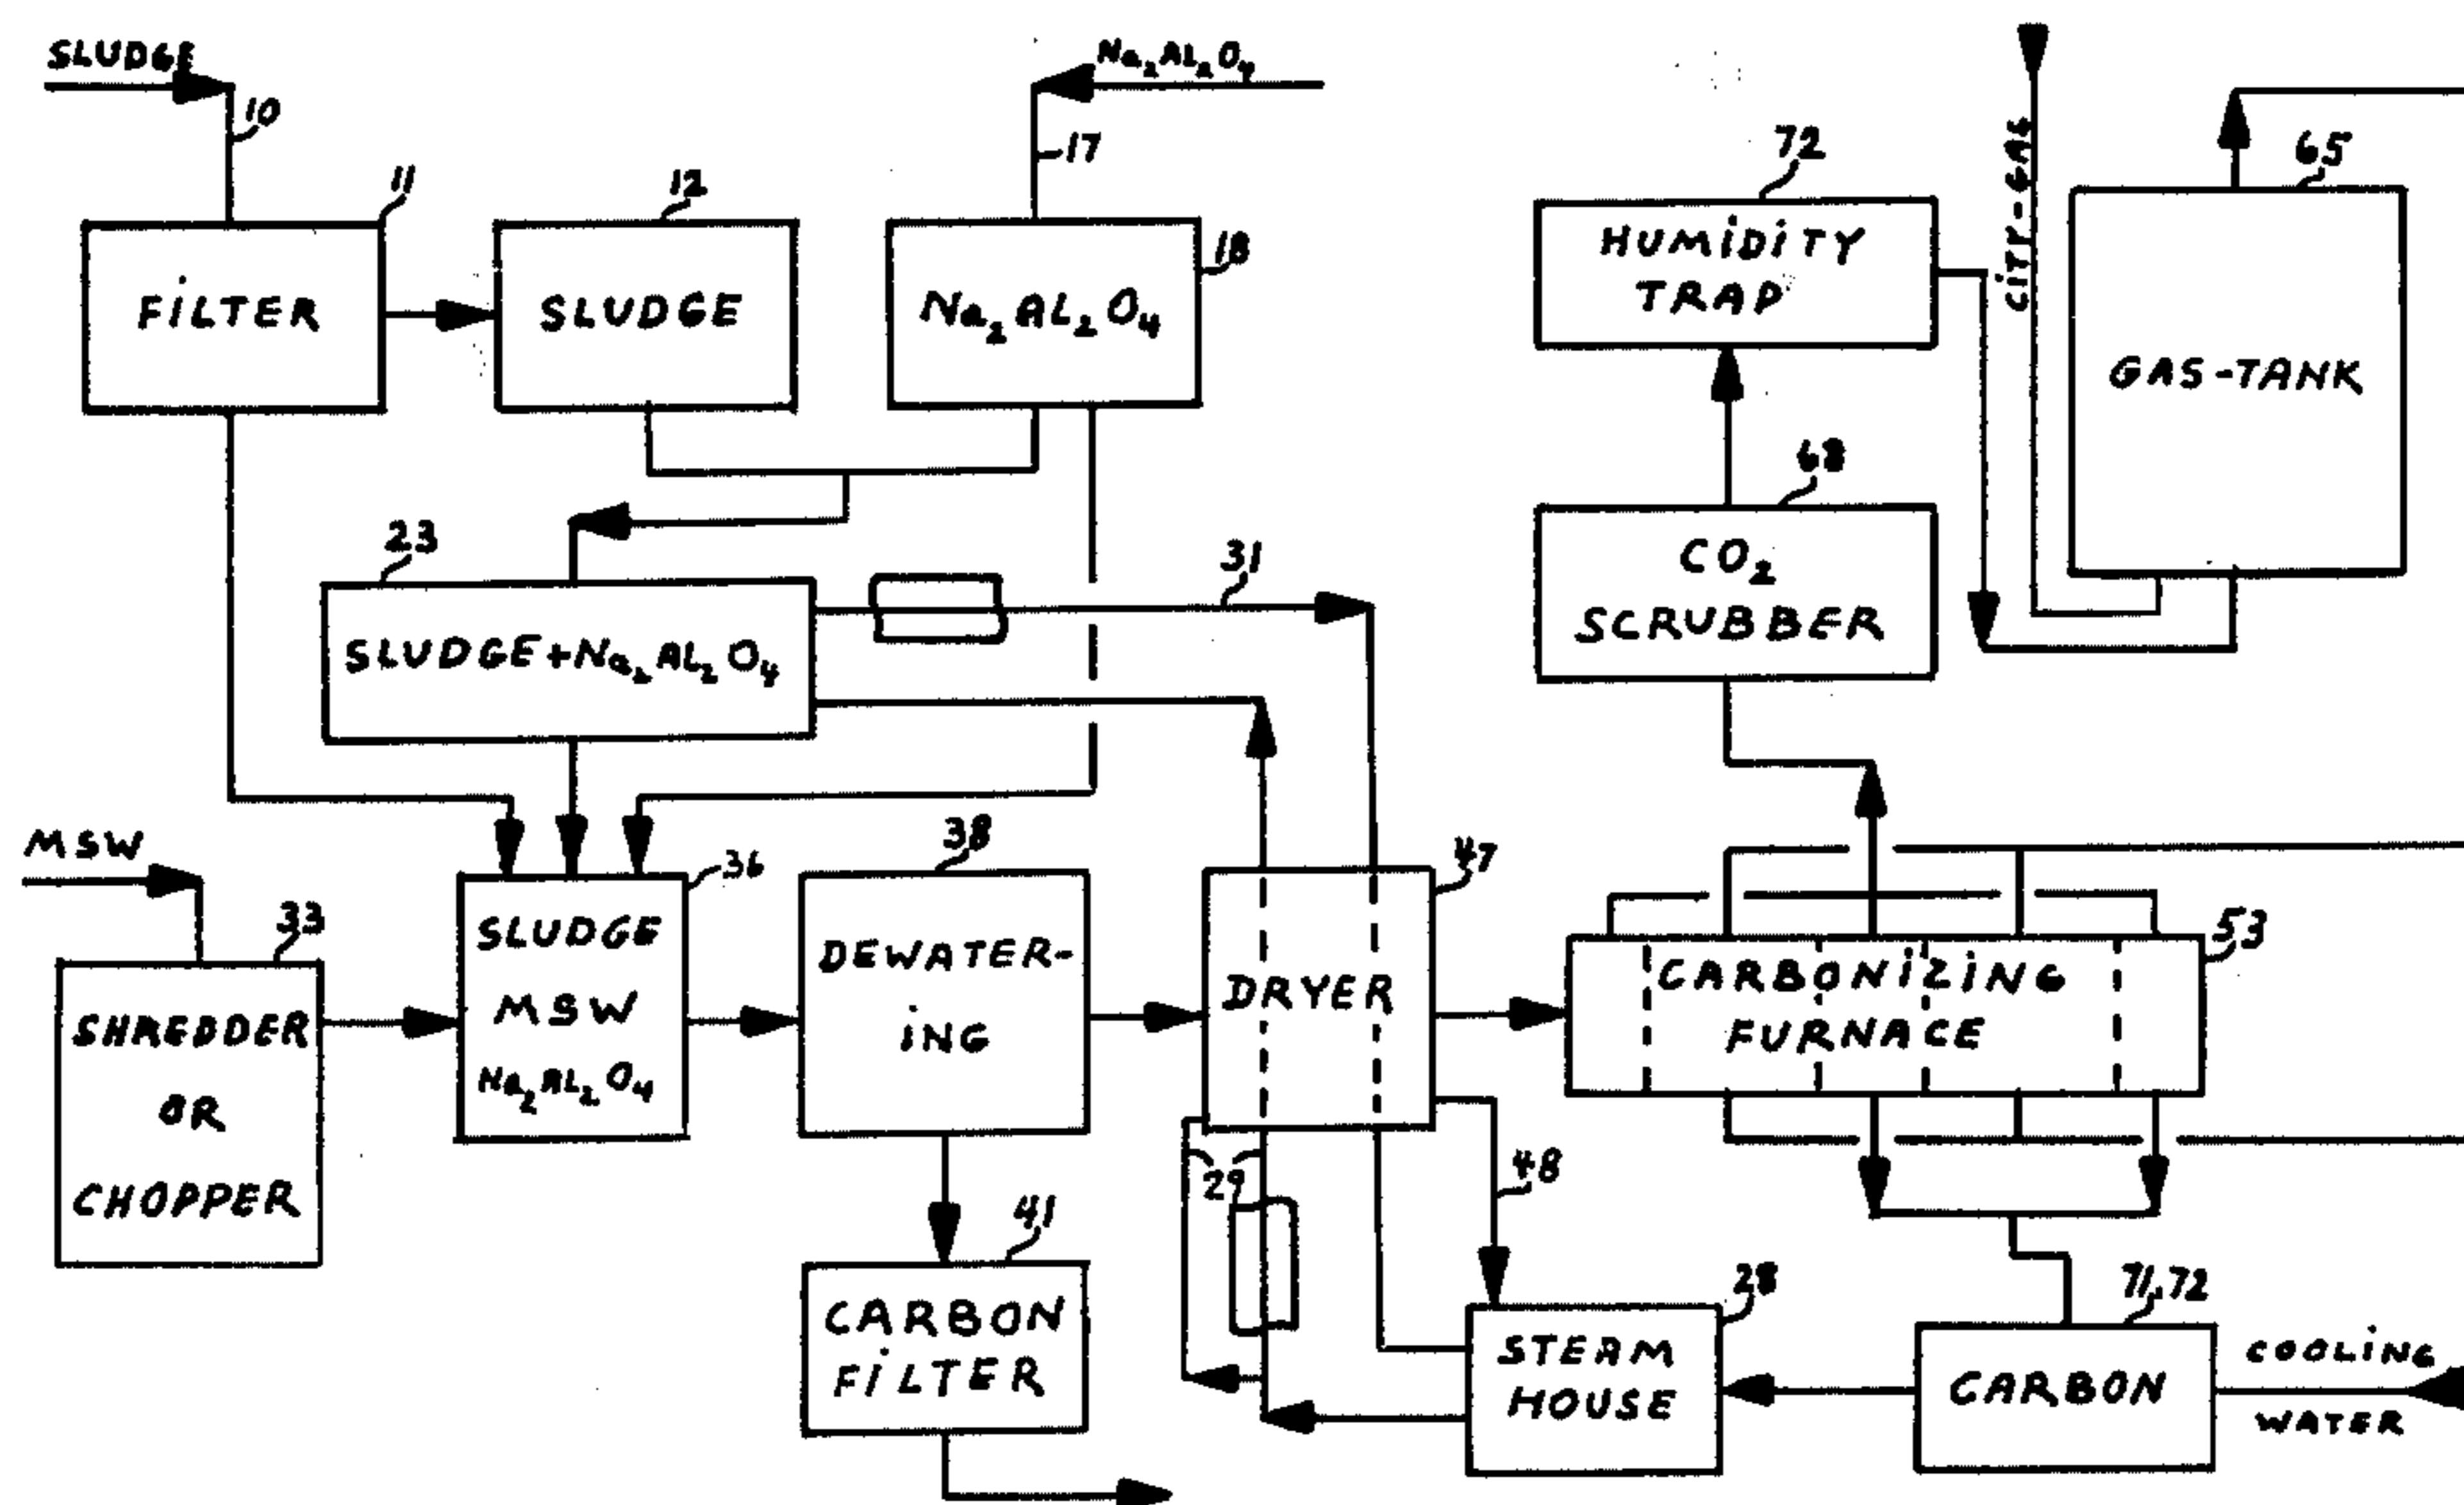 SLUDGE
10
Na₂AL₂O₄
17
CITY-GAS
11
FILTER
12
SLUDGE
18
Na₂AL₂O₄
72
HUMIDITY
TRAP
65
GAS-TANK
68
CO₂
SCRUBBER
23
SLUDGE+Na₂AL₂O₄
31
MSW
33
SHREDDER
OR
CHOPPER
36
SLUDGE
MSW
Na₂AL₂O₄
38
DEWATER-
ING
47
DRYER
53
CARBONIZING
FURNACE
48
29
41
CARBON
FILTER
28
STEAM
HOUSE
71,72
CARBON
COOLING
WATER